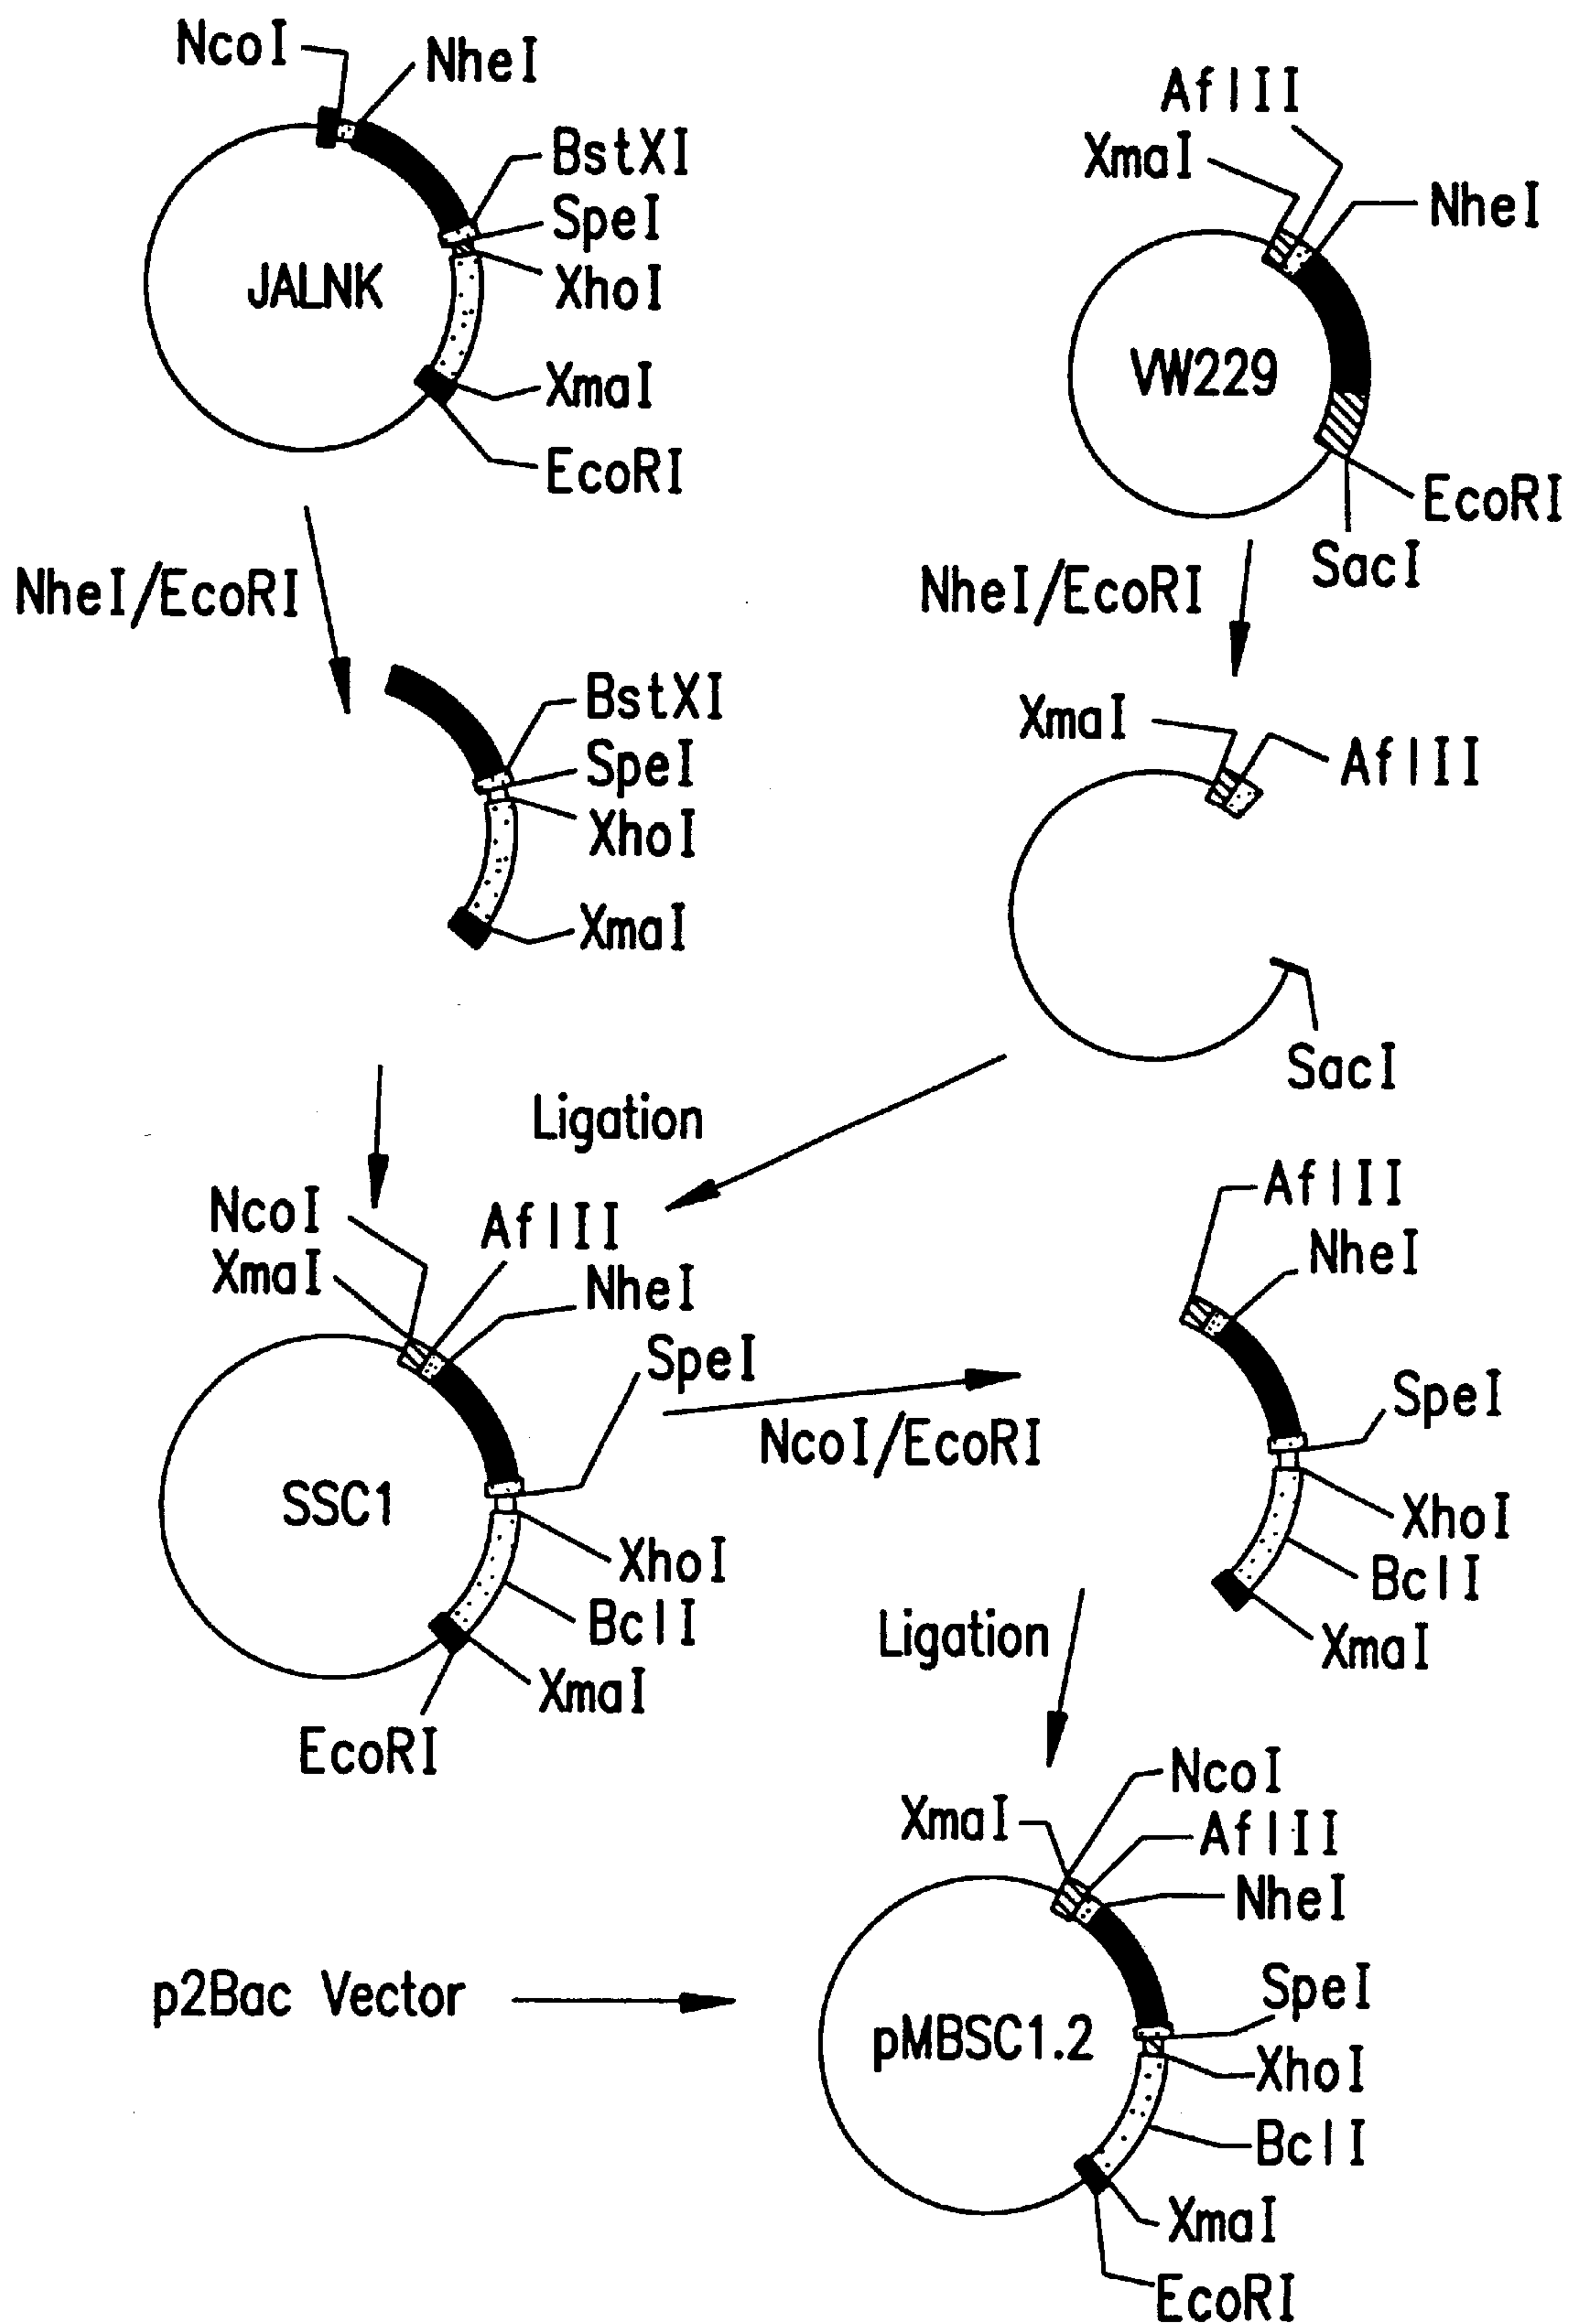 NcoI
NheI
BstXI
SpeI
XhoI
JALNK
XmaI
EcoRI
AflII
XmaI
NheI
VW229
EcoRI
SacI
NheI/EcoRI
NheI/EcoRI
BstXI
SpeI
XhoI
XmaI
XmaI
AflII
SacI
Ligation
NcoI
XmaI
AflII
NheI
SpeI
SSC1
XhoI
BclI
XmaI
EcoRI
NcoI/EcoRI
AflII
NheI
SpeI
XhoI
BclI
XmaI
Ligation
NcoI
XmaI
AflII
NheI
p2Bac Vector
pMBSC1.2
SpeI
XhoI
BclI
XmaI
EcoRI